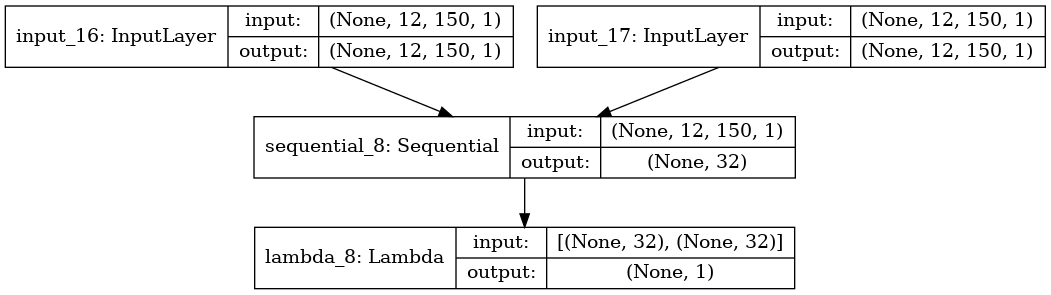 input_16: InputLayer
input:
(None, 12, 150, 1)
output:
(None, 12, 150, 1)
input_17: InputLayer
input:
(None, 12, 150, 1)
output:
(None, 12, 150, 1)
sequential_8: Sequential
input:
(None, 12, 150, 1)
output:
(None, 32)
lambda_8: Lambda
input:
[(None, 32), (None, 32)]
output:
(None, 1)